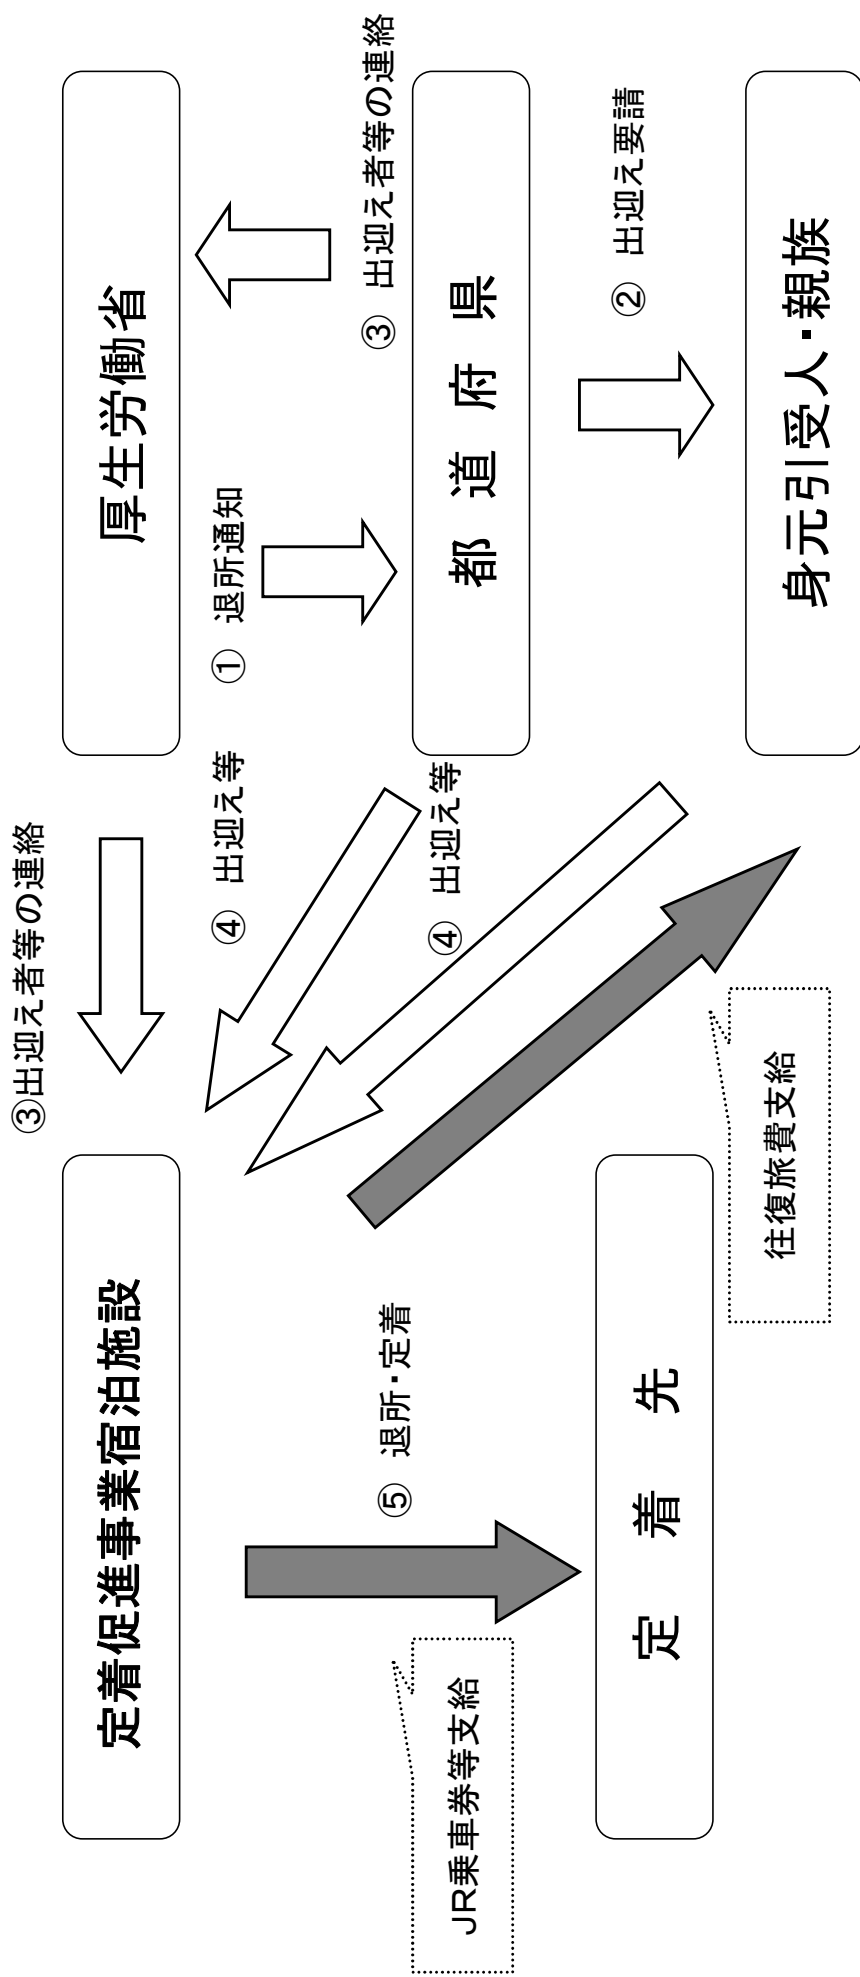 ③出迎え者等の連絡
定着促進事業宿泊施設
厚生労働省
④ 出迎え等
① 退所通知
⑤ 退所・定着
③ 出迎え者等の連絡
JR乗車券等支給
④ 出迎え等
都 道 府 県
定 着 先
② 出迎え要請
往復旅費支給
身元引受人・親族